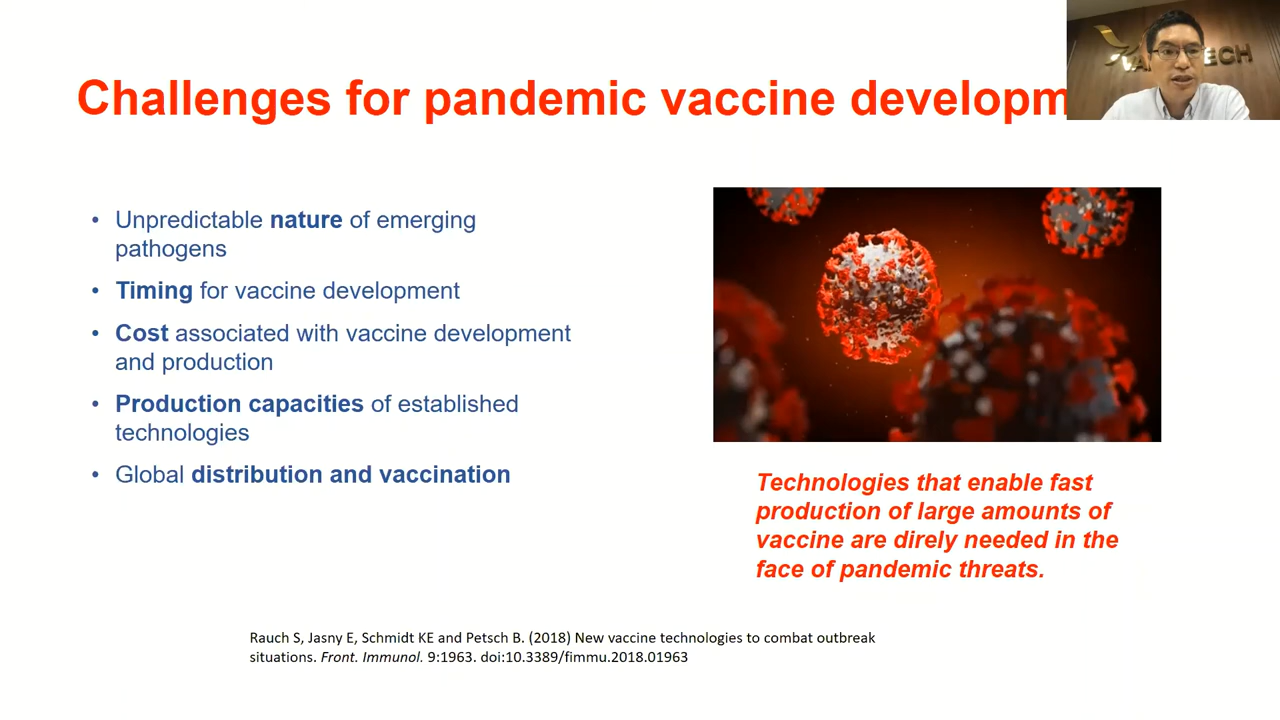 Challenges for pandemic vaccine developm
• Unpredictable nature of emerging
pathogens
• Timing for vaccine development
• Cost associated with vaccine development
and production
• Production capacities of established
technologies
• Global distribution and vaccination
Technologies that enable fast
production of large amounts of
vaccine are direly needed in the
face of pandemic threats.
Rauch S, Jasny E, Schmidt KE and Petsch B. (2018) New vaccine technologies to combat outbreak
situations. Front. Immunol. 9:1963. doi:10.3389/fimmu.2018.01963